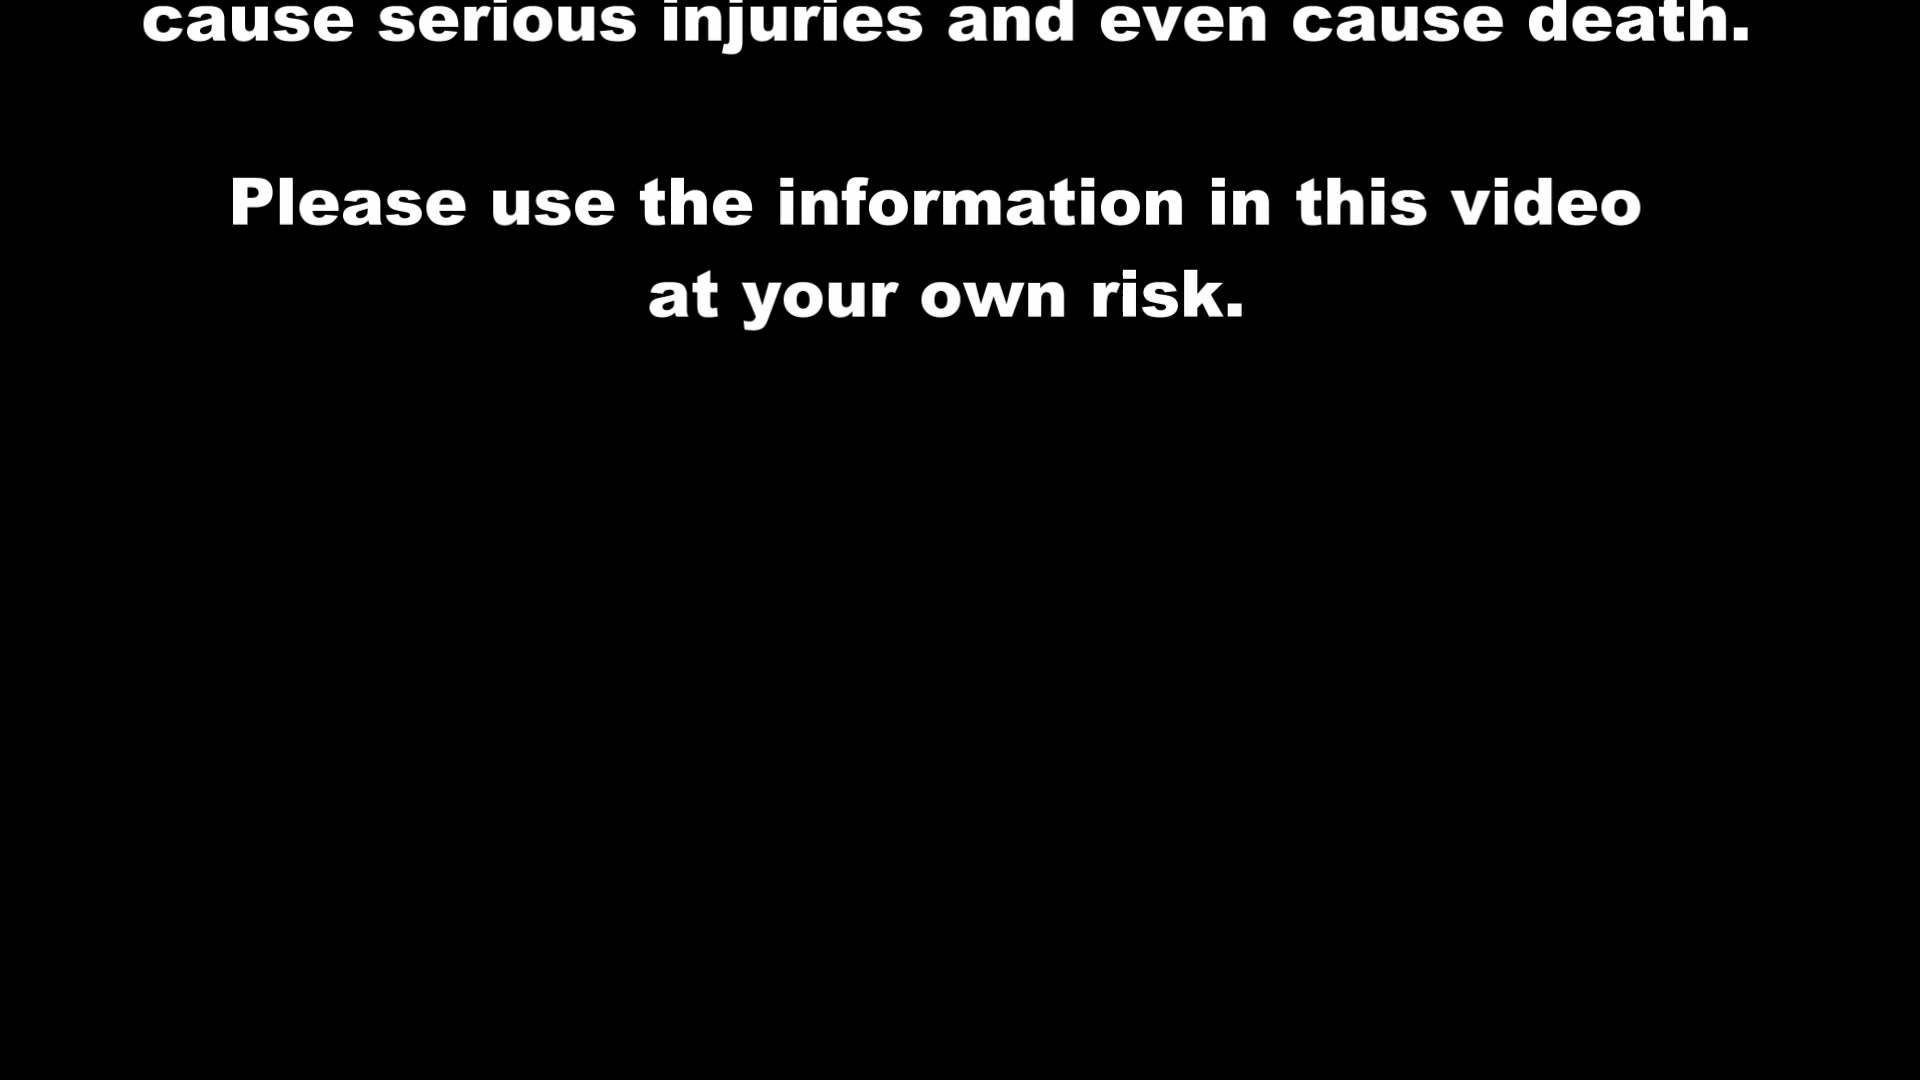 cause serious injuries and even cause death.
Please use the information in this video
at your own risk.